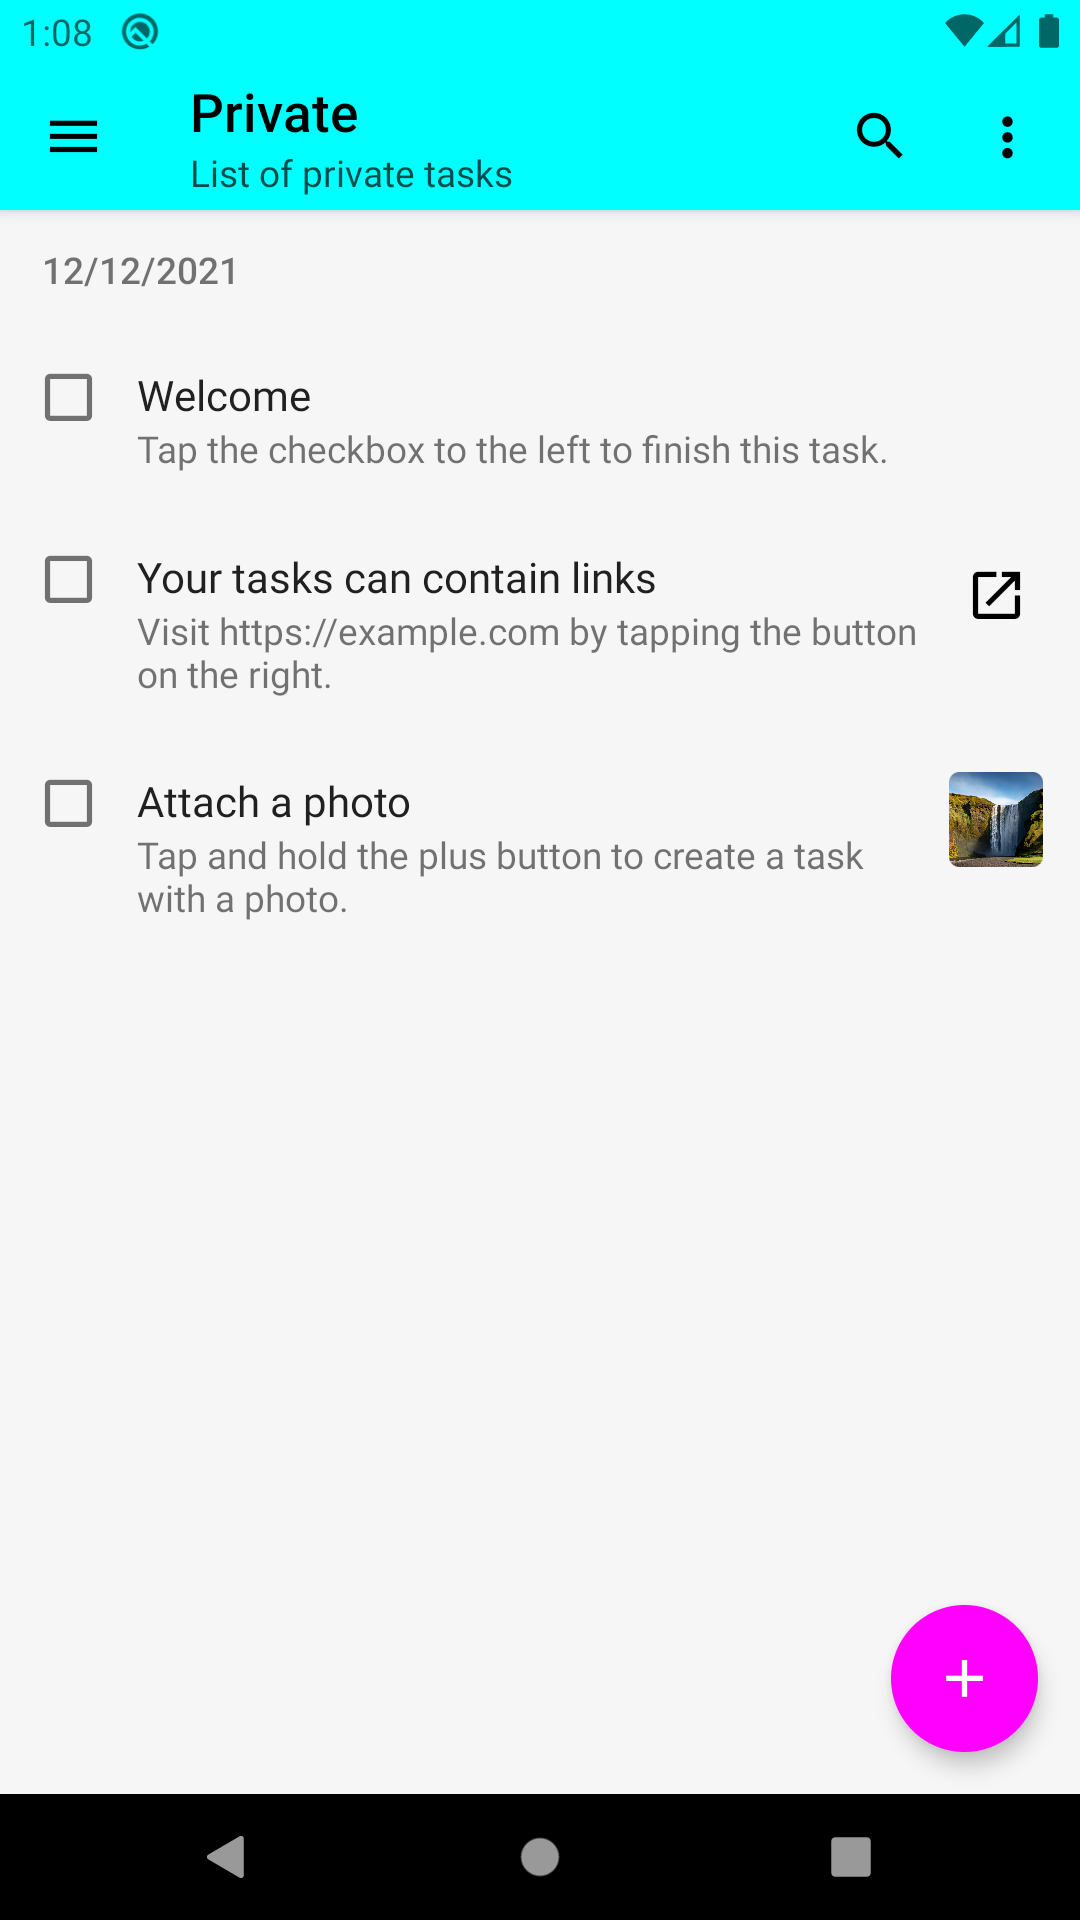 1:08
Private
List of private tasks
12/12/2021
Welcome
Tap the checkbox to the left to finish this task.
Your tasks can contain links
Visit https://example.com by tapping the button
on the right.
Attach a photo
Tap and hold the plus button to create a task
with a photo.